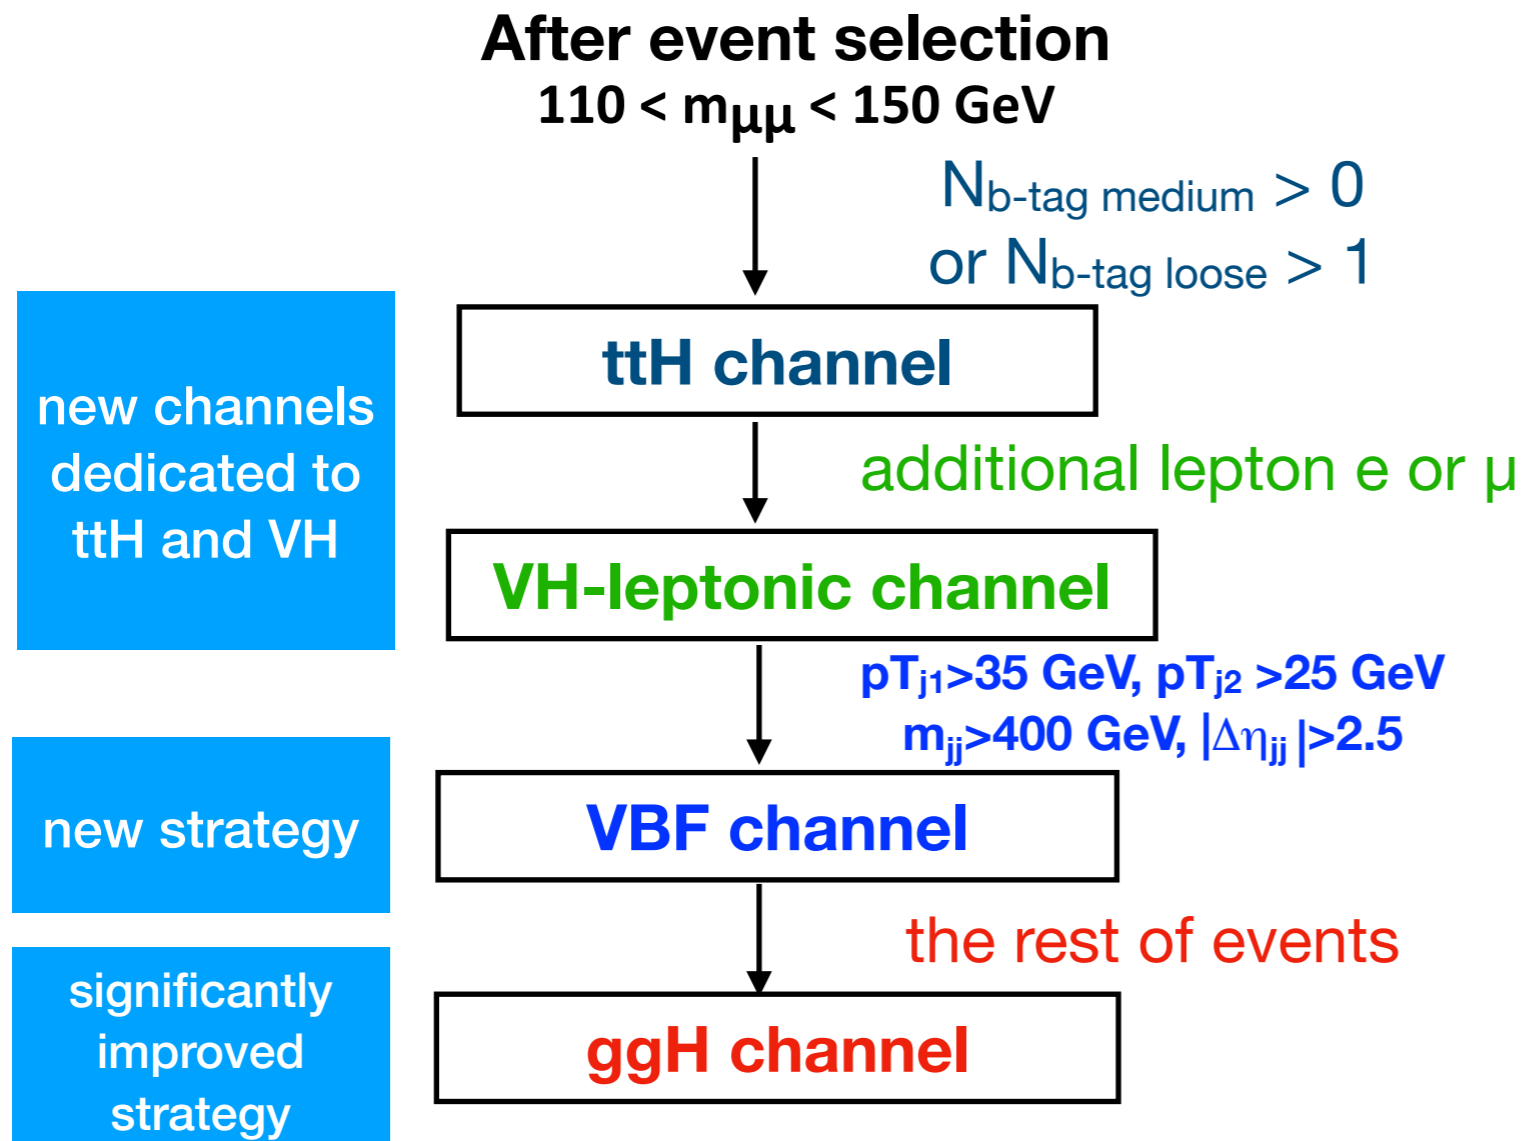 After event selection
110 < mμμ < 150 GeV
Nb-tag medium > 0
or Nb-tag loose > 1
ttH channel
new channels
dedicated to
ttH and VH
additional lepton e or μ
VH-leptonic channel
pTj1>35 GeV, pTj2 >25 GeV
mjj>400 GeV, |Δηjj |>2.5
new strategy
VBF channel
the rest of events
significantly
improved
strategy
ggH channel